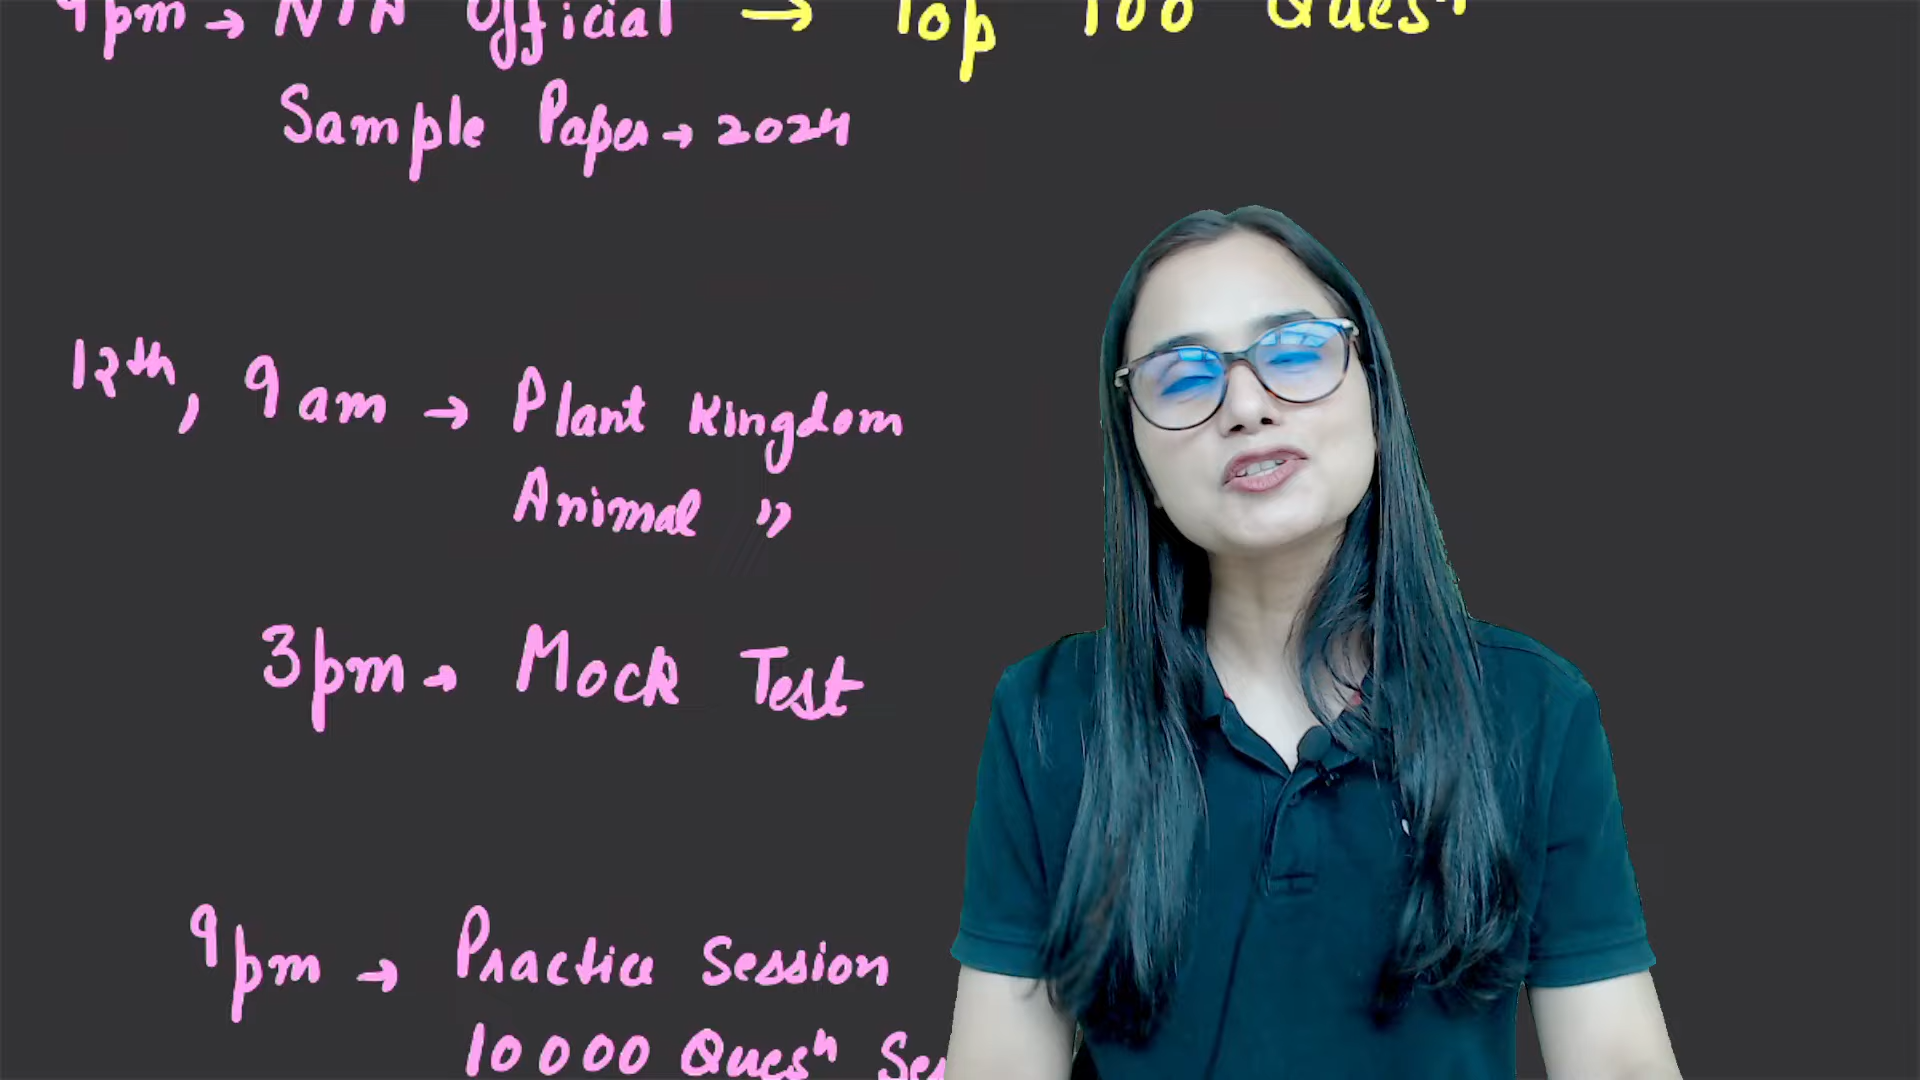 9pm → NTA Official → Top 100 Quesⁿ
Sample Paper → 2024
12th, 9am → Plant Kingdom
Animal "
3pm → Mock Test
9pm → Practice Session
10000 Quesⁿ